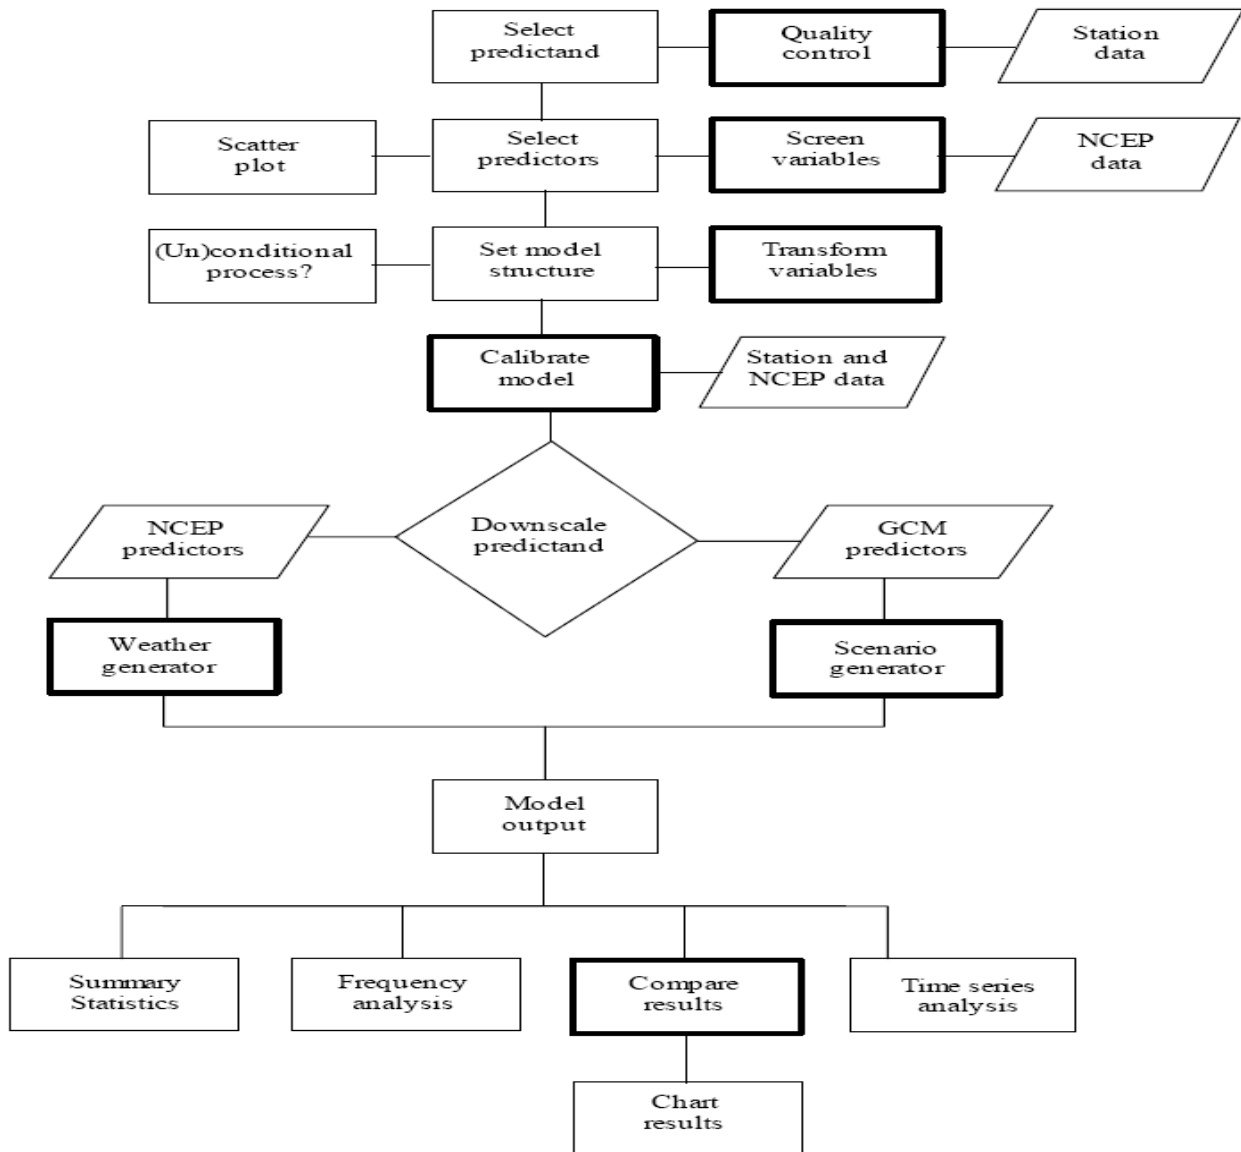 Select
predictand
Quality
control
Station
data
Scatter
plot
Select
predictors
Screen
variables
NCEP
data
(Un)conditional
process?
Set model
structure
Transform
variables
Calibrate
model
Station and
NCEP data
NCEP
predictors
Downscale
predictand
GCM
predictors
Weather
generator
Scenario
generator
Model
output
Summary
Statistics
Frequency
analysis
Compare
results
Time series
analysis
Chart
results